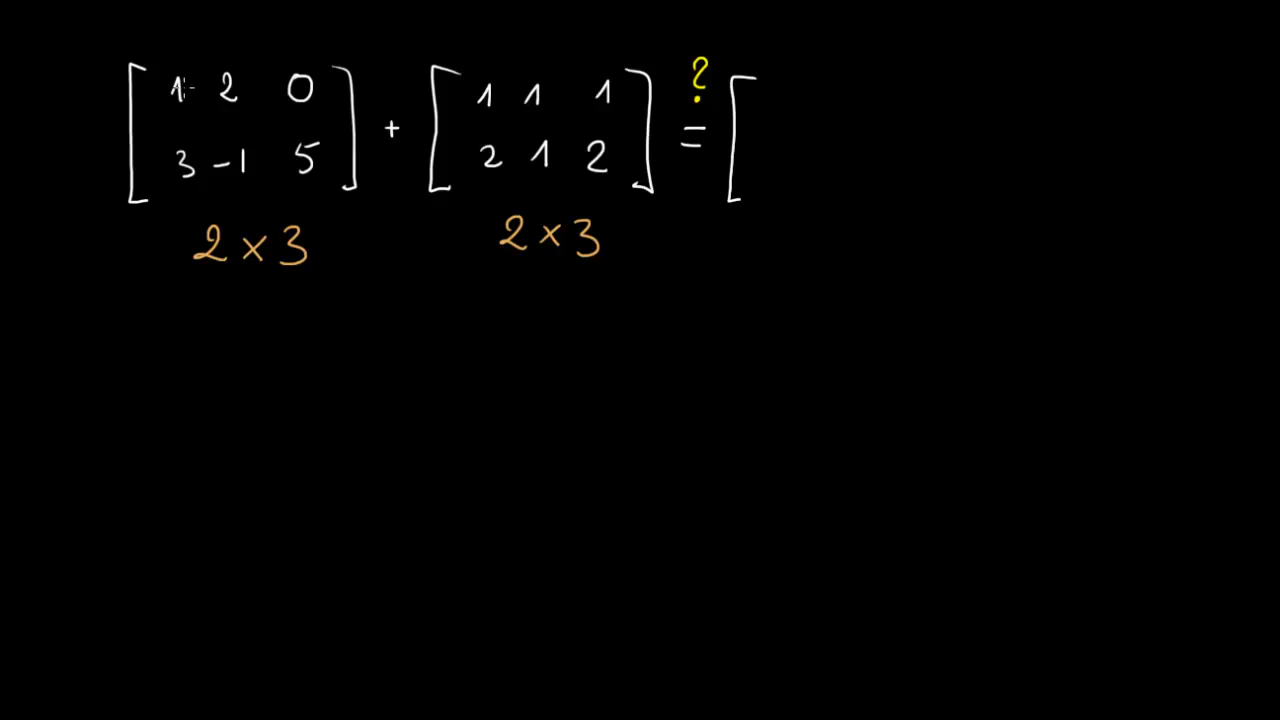 [ 1 2 0 ] + [ 1 1 1 ] ? = [
[ 3 -1 5 ] [ 2 1 2 ]
2 × 3 2 × 3